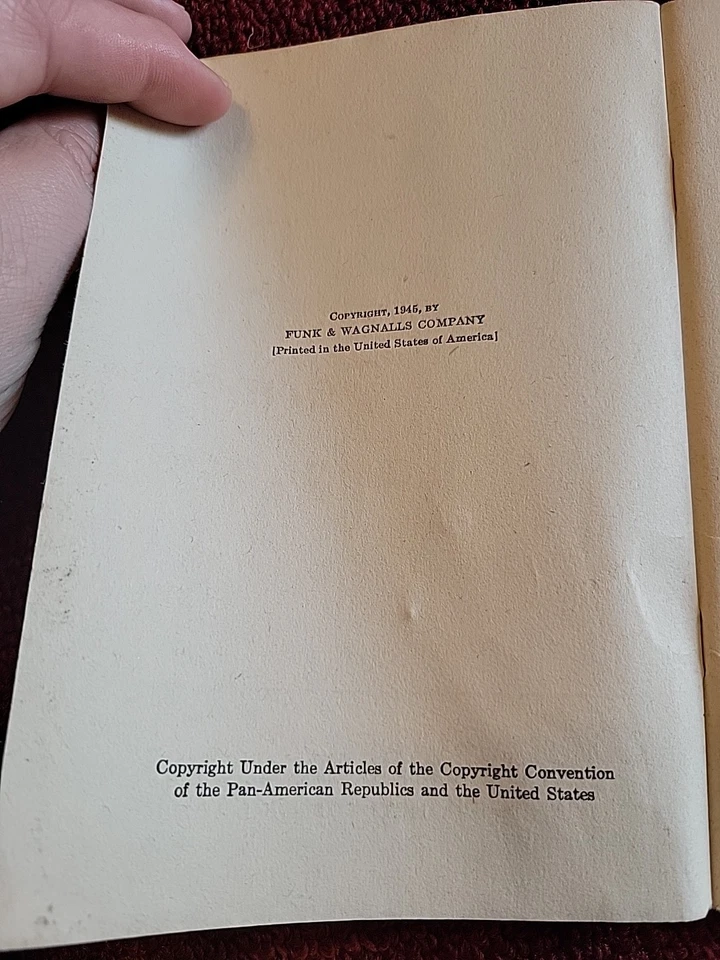 Copyright, 1945, by
FUNK & WAGNALLS COMPANY
[Printed in the United States of America]
Copyright Under the Articles of the Copyright Convention
of the Pan-American Republics and the United States